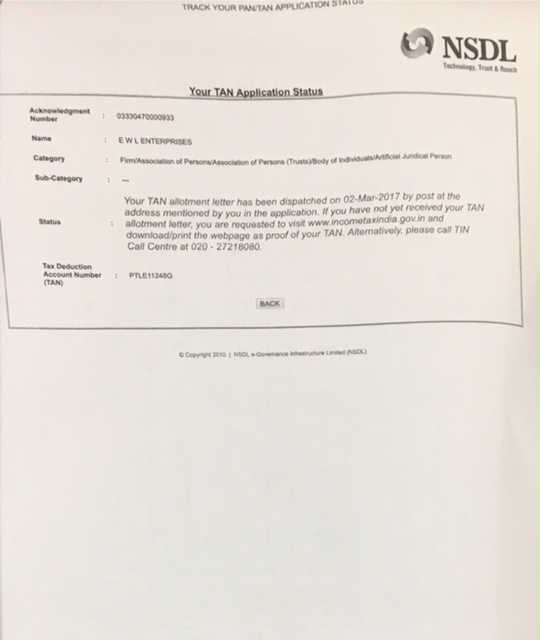 TRACK YOUR PAN/TAN APPLICATION STATUS
NSDL
Technology, Trust & Reach
Your TAN Application Status
Acknowledgment
Number : 03330470000933
Name : E W L ENTERPRISES
Category : Firm/Association of Persons/Association of Persons (Trusts)/Body of Individuals/Artificial Juridical Person
Sub-Category : —
Your TAN allotment letter has been dispatched on 02-Mar-2017 by post at the
address mentioned by you in the application. If you have not yet received your TAN
Status : allotment letter, you are requested to visit www.incometaxindia.gov.in and
download/print the webpage as proof of your TAN. Alternatively, please call TIN
Call Centre at 020 - 27218080.
Tax Deduction
Account Number : PTLE11248G
(TAN)
BACK
© Copyright 2010 | NSDL e-Governance Infrastructure Limited (NSDL)